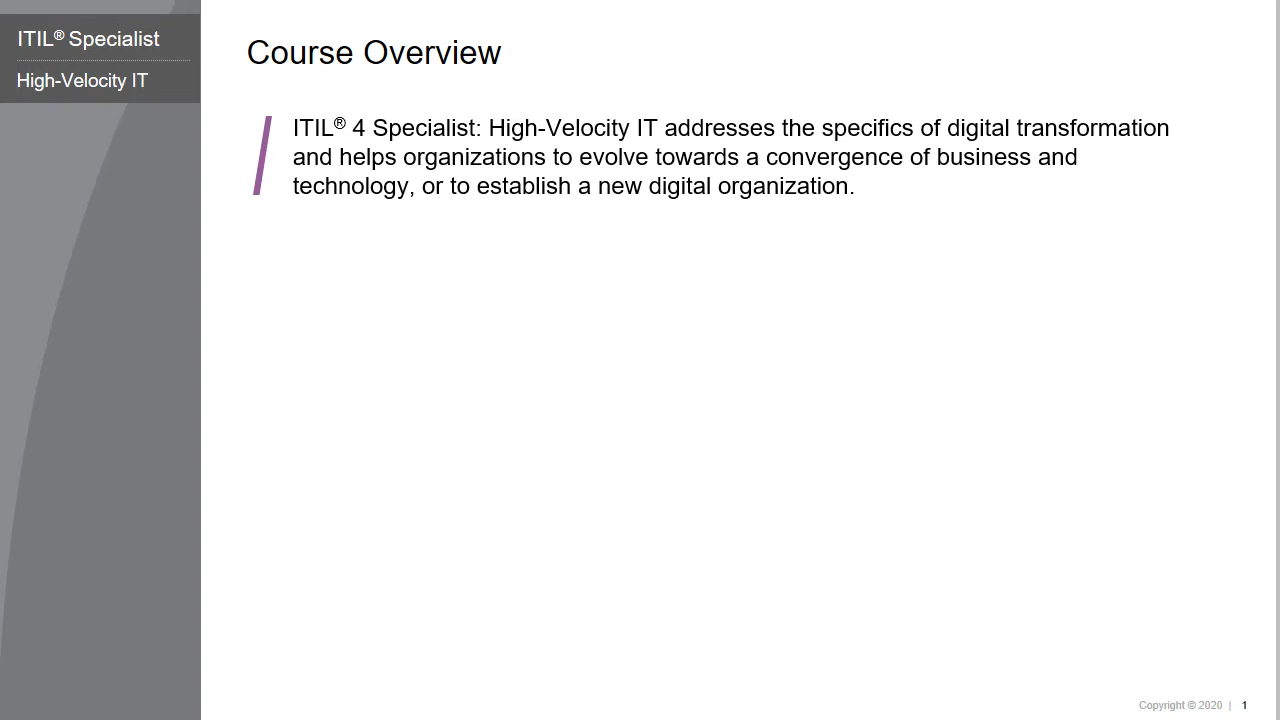 ITIL® Specialist
High-Velocity IT
Course Overview
ITIL® 4 Specialist: High-Velocity IT addresses the specifics of digital transformation
and helps organizations to evolve towards a convergence of business and
technology, or to establish a new digital organization.
Copyright © 2020 | 1